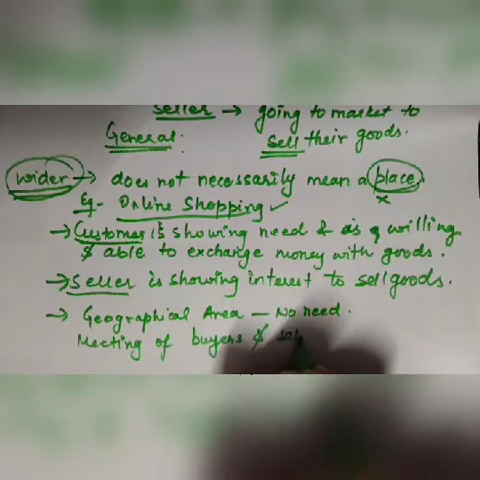 seller → going to market to
General: sell their goods.
wider → does not necessarily mean a place.
Eg- Online Shopping ✓ ×
→ Customer is showing need & is willing
& able to exchange money with goods.
→ Seller is showing interest to sell goods.
→ Geographial Area — No need.
Meeting of buyers &